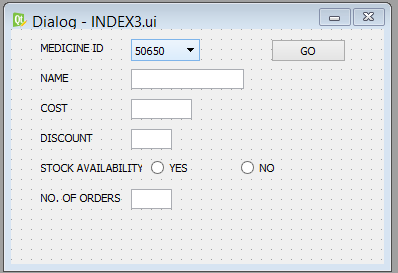 Dialog - INDEX3.ui
MEDICINE ID 50650 GO
NAME
COST
DISCOUNT
STOCK AVAILABILITY YES NO
NO. OF ORDERS